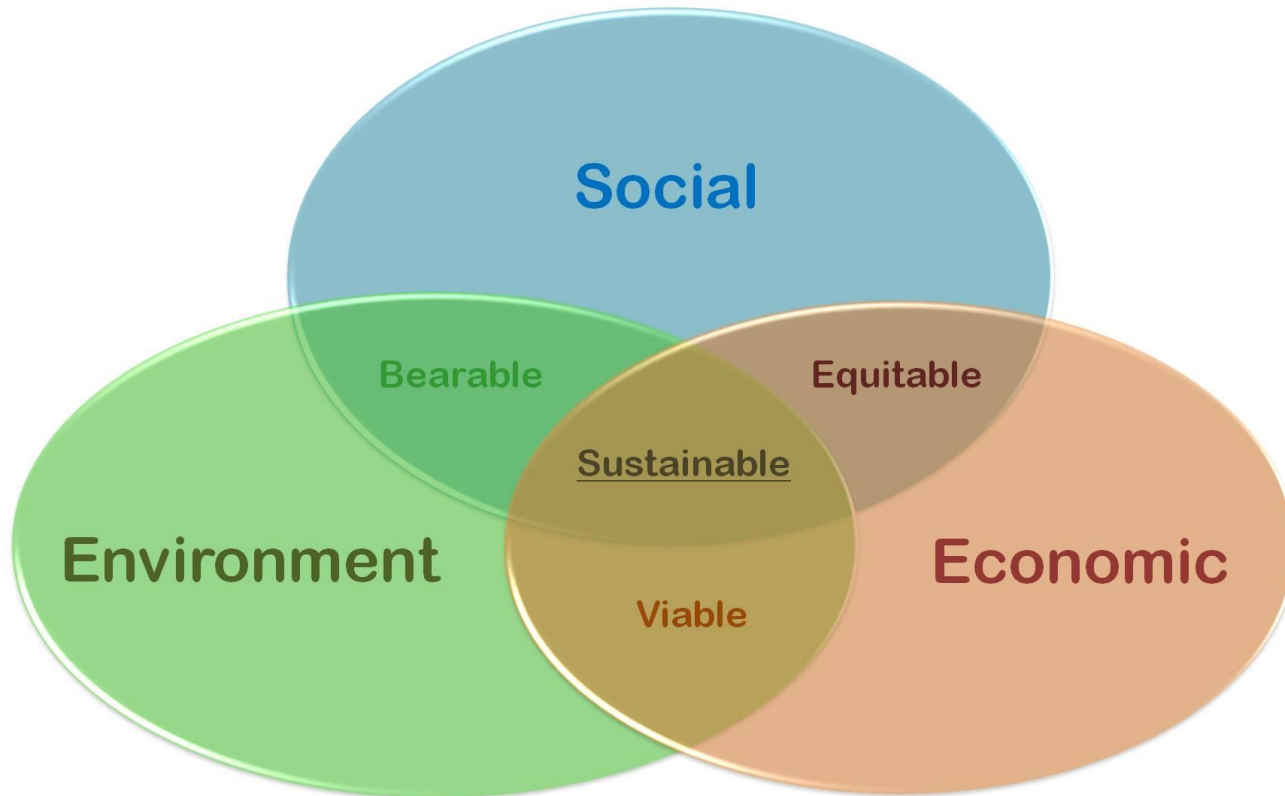 Social
Bearable
Equitable
Sustainable
Environment
Economic
Viable